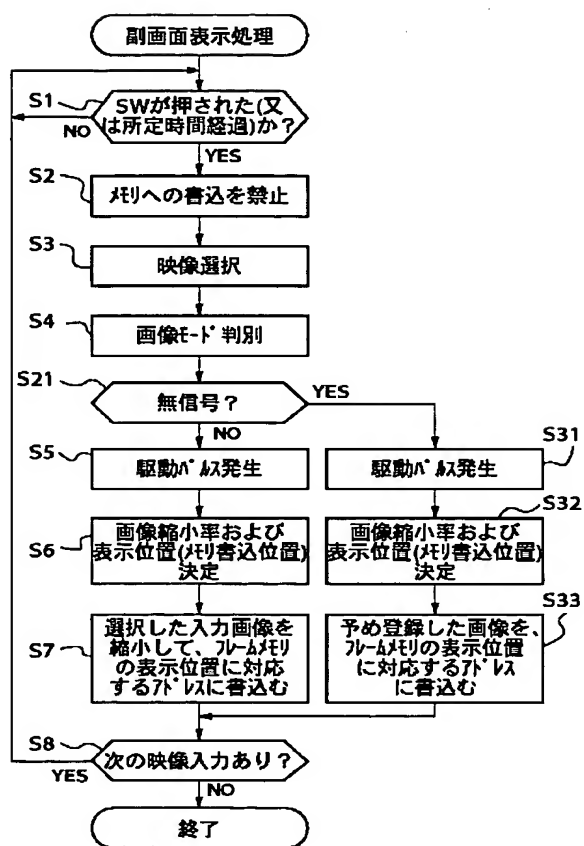 副画面表示処理
S1
SWが押された(又
は所定時間経過)か？
NO
YES
S2
ﾒﾓﾘへの書込を禁止
S3
映像選択
S4
画像ﾓｰﾄﾞ判別
S21
無信号？
YES
NO
S5
駆動ﾊﾟﾙｽ発生
S31
駆動ﾊﾟﾙｽ発生
S6
画像縮小率および
表示位置(ﾒﾓﾘ書込位置)
決定
S32
画像縮小率および
表示位置(ﾒﾓﾘ書込位置)
決定
S7
選択した入力画像を
縮小して、ﾌﾚｰﾑﾒﾓﾘ
の表示位置に対応
するｱﾄﾞﾚｽに書込む
S33
予め登録した画像を、
ﾌﾚｰﾑﾒﾓﾘの表示位置
に対応するｱﾄﾞﾚｽ
に書込む
S8
次の映像入力あり？
YES
NO
終了